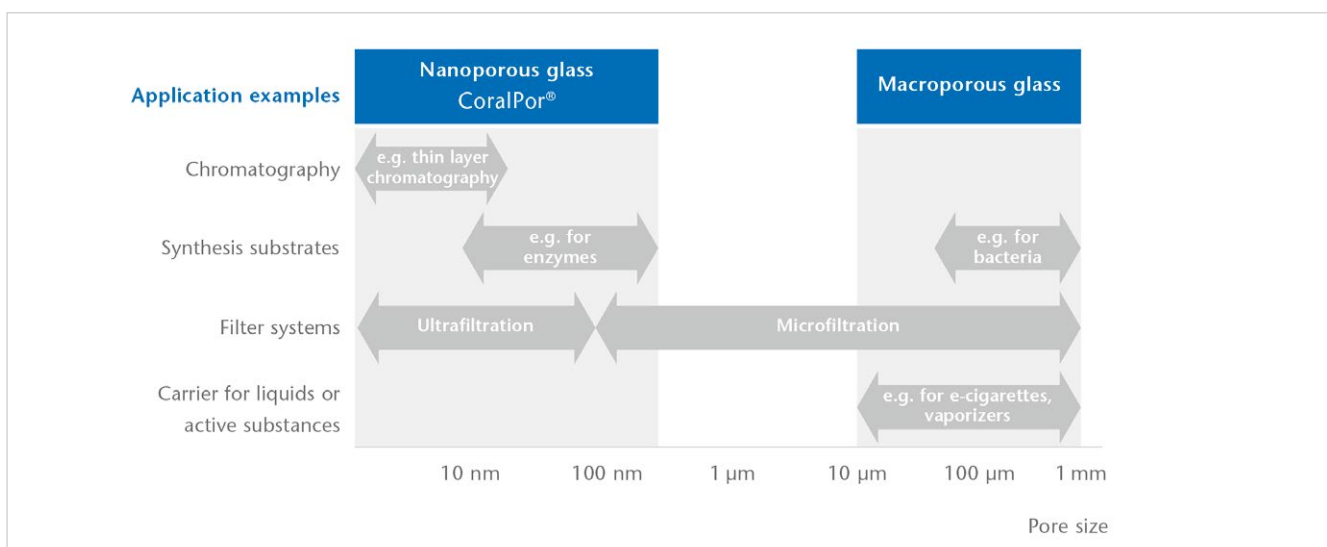 Application examples
Nanoporous glass
CoralPor®
Macroporous glass
Chromatography
e.g. thin layer
chromatography
Synthesis substrates
e.g. for
enzymes
e.g. for
bacteria
Filter systems
Ultrafiltration
Microfiltration
Carrier for liquids or
active substances
e.g. for e-cigarettes,
vaporizers
10 nm
100 nm
1 µm
10 µm
100 µm
1 mm
Pore size